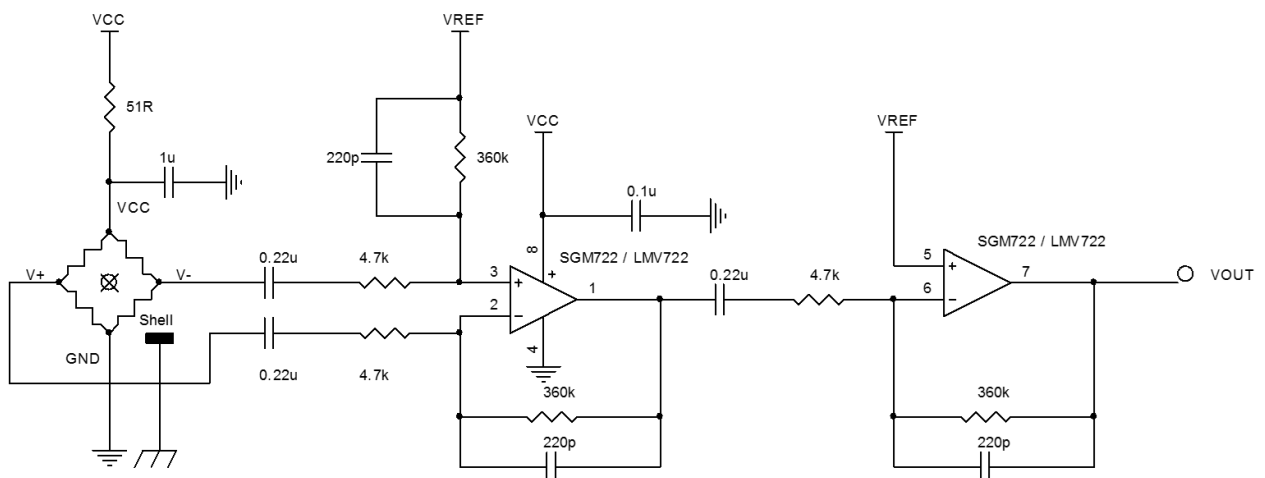 VCC
VREF
51R
VCC
VREF
220p
360k
1u
0.1u
VCC
8
SGM722 / LMV722
SGM722 / LMV722
V+
V-
0.22u
4.7k
3
+
+
0.22u
4.7k
5
+
7
VOUT
2
−
1
6
−
Shell
GND
4
0.22u
4.7k
360k
360k
220p
220p